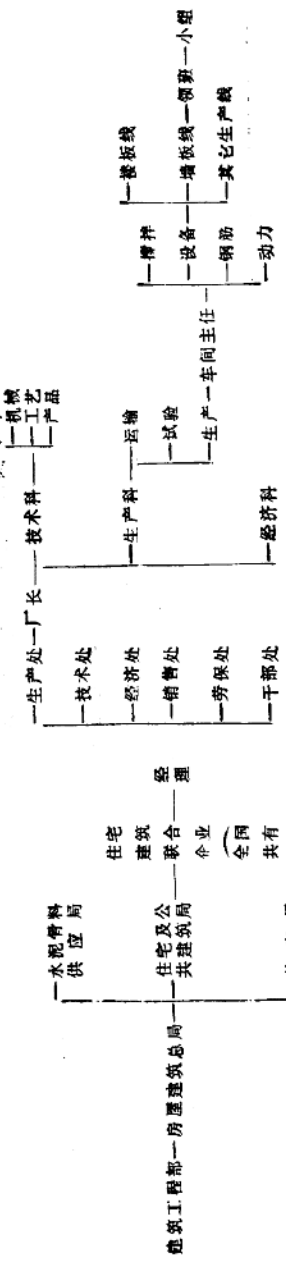 建筑工程部—房屋建筑总局
水泥骨料
供应局
住宅及公
共建筑局
住宅
建筑
联合
企业
全国
共有
经理
生产处—厂长
技术处
经济处
销售处
劳保处
干部处
技术科
机械
工艺
产品
生产科
运输
试验
生产—车间主任
经济科
搅拌
设备
钢筋
动力
楼板线
墙板线—领班—小组
其它生产线